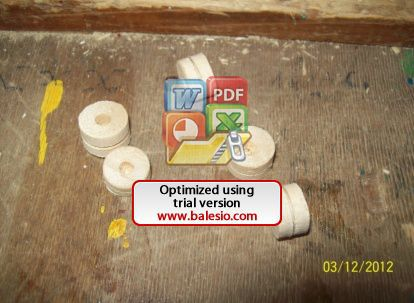 W
PDF
X
Optimized using
trial version
www.balesio.com
03/12/2012